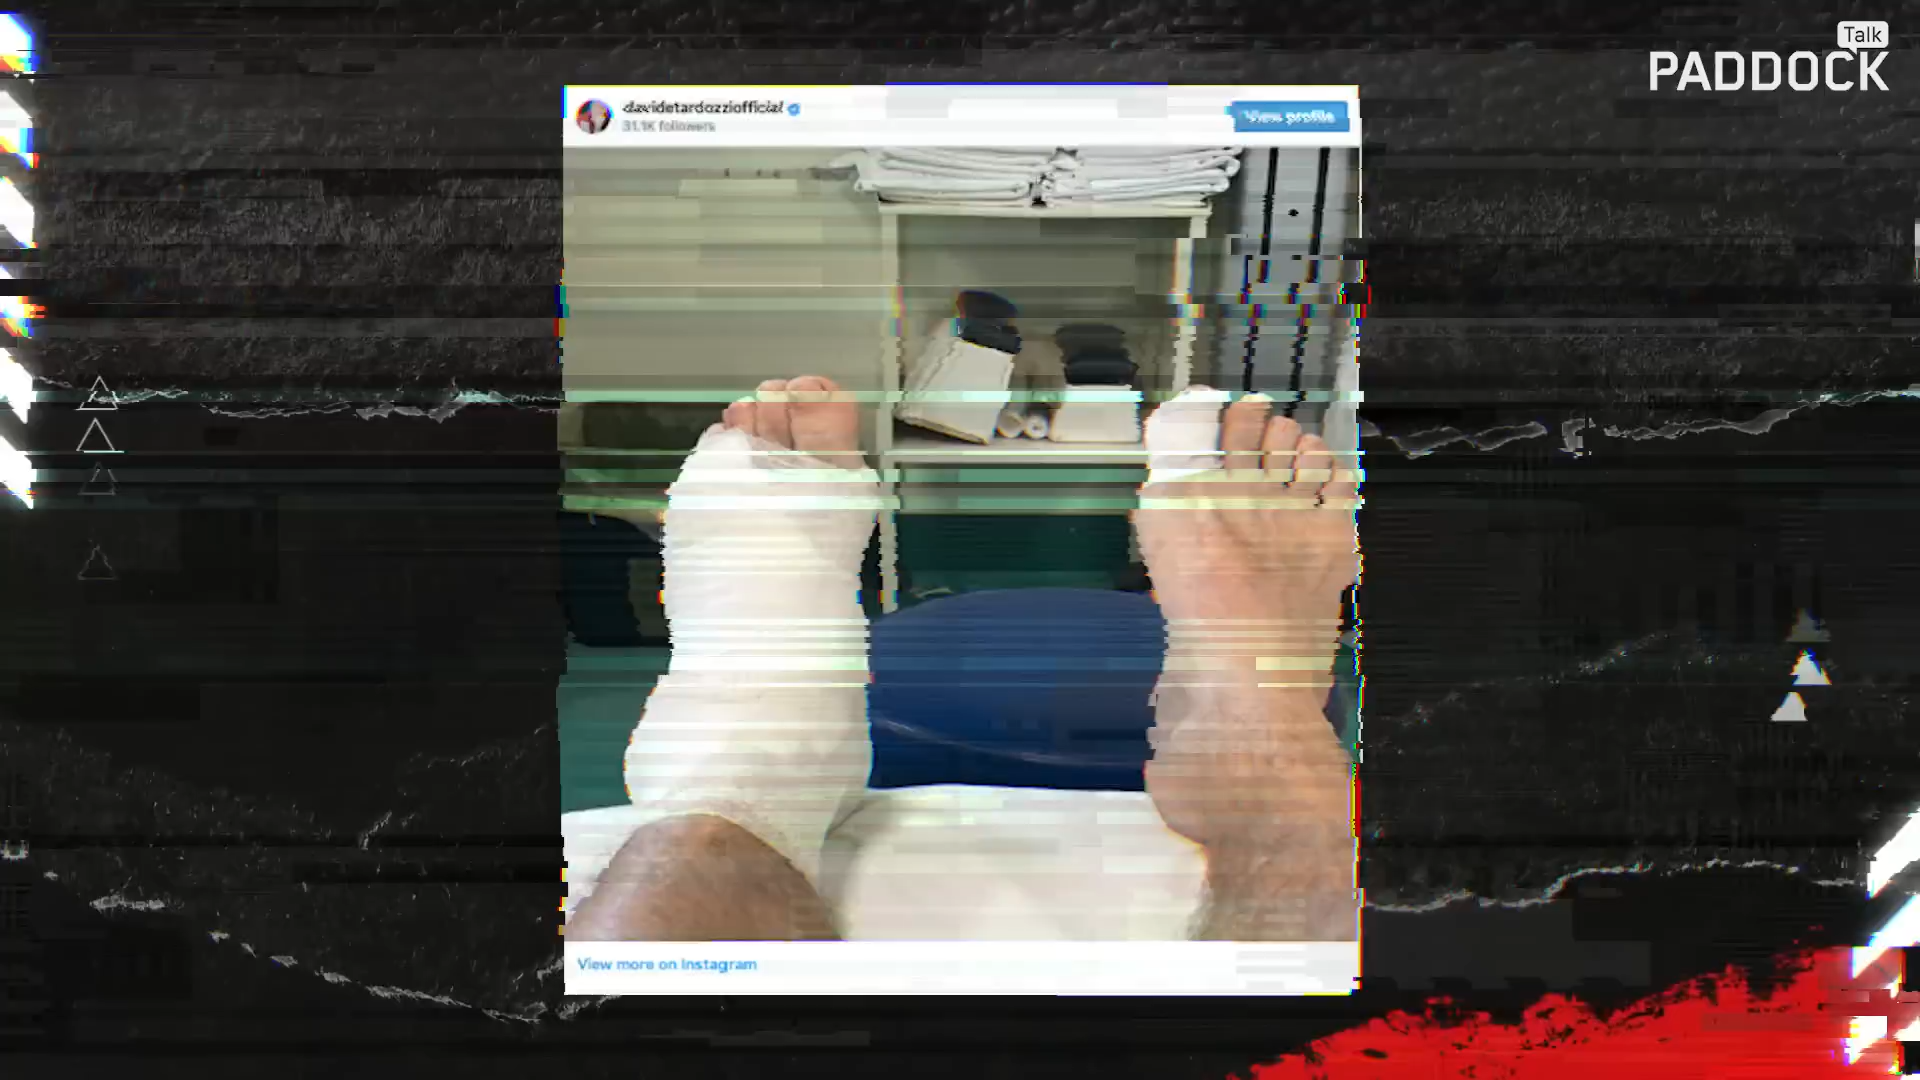 Talk
PADDOCK
davidetardozziofficial
31.1K followers
View profile
View more on Instagram